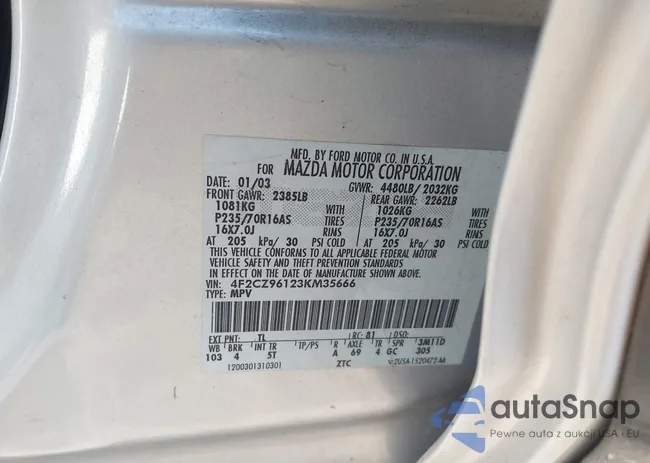 MFD. BY FORD MOTOR CO. IN U.S.A.
FOR MAZDA MOTOR CORPORATION
DATE: 01/03 GVWR: 4480LB/ 2032KG
FRONT GAWR: 2385LB REAR GAWR: 2262LB
1081KG WITH 1026KG WITH
P235/70R16AS TIRES P235/70R16AS TIRES
16X7.0J RIMS 16X7.0J RIMS
AT 205 kPa/ 30 PSI COLD AT 205 kPa/ 30 PSI COLD
THIS VEHICLE CONFORMS TO ALL APPLICABLE FEDERAL MOTOR
VEHICLE SAFETY AND THEFT PREVENTION STANDARDS
IN EFFECT ON THE DATE OF MANUFACTURE SHOWN ABOVE.
VIN: 4F2CZ96123KM35666
TYPE: MPV
EXT PNT: TL RC: 81 DSO:
WB BRK INT TR TP/PS R AXLE TR SPR 3M11D
103 4 5T A 69 4 GC 305
1200301310301 ZTC
autaSnap
Pewne auta z aukcji USA i EU